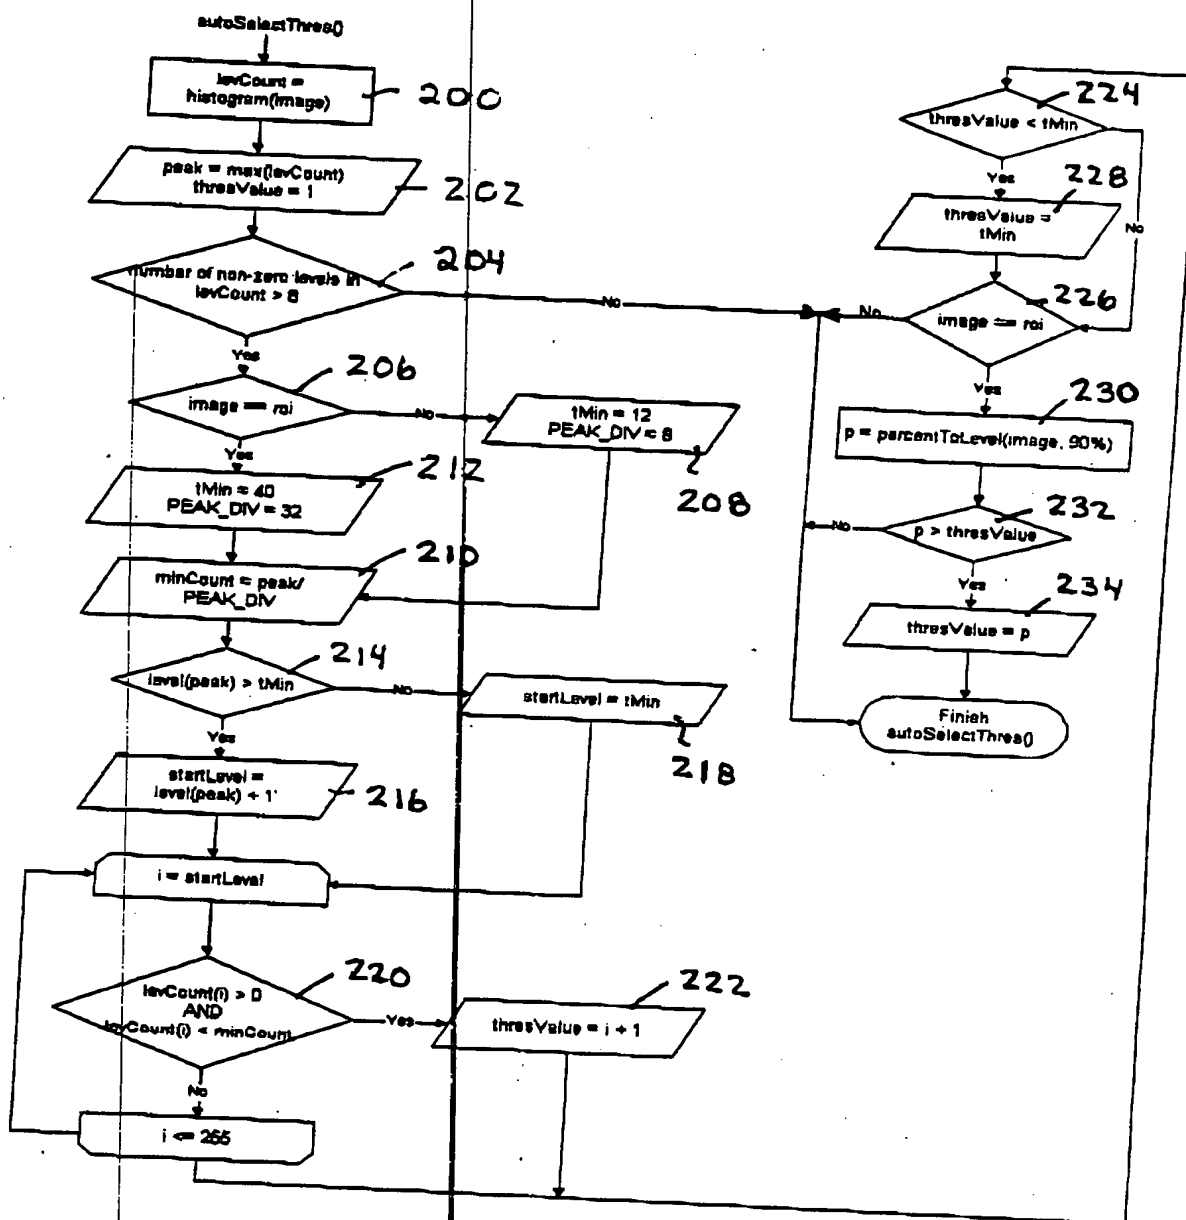 autoSelectThres()
levCount =
histogram(image)
200
peak = max(levCount)
thresValue = 1
202
number of non-zero levels in
levCount > 8
204
No
Yes
206
image == roi
No
tMin = 12
PEAK_DIV = 8
208
Yes
212
tMin = 40
PEAK_DIV = 32
210
minCount = peak/
PEAK_DIV
214
level(peak) > tMin
No
startLevel = tMin
218
Yes
startLevel =
level(peak) + 1
216
i = startLevel
220
levCount(i) > 0
AND
levCount(i) < minCount
Yes
222
thresValue = i + 1
No
i <= 255
224
thresValue < tMin
Yes
No
228
thresValue =
tMin
226
image == roi
No
Yes
230
p = percentToLevel(image, 90%)
232
p > thresValue
No
Yes
234
thresValue = p
Finish
autoSelectThres()